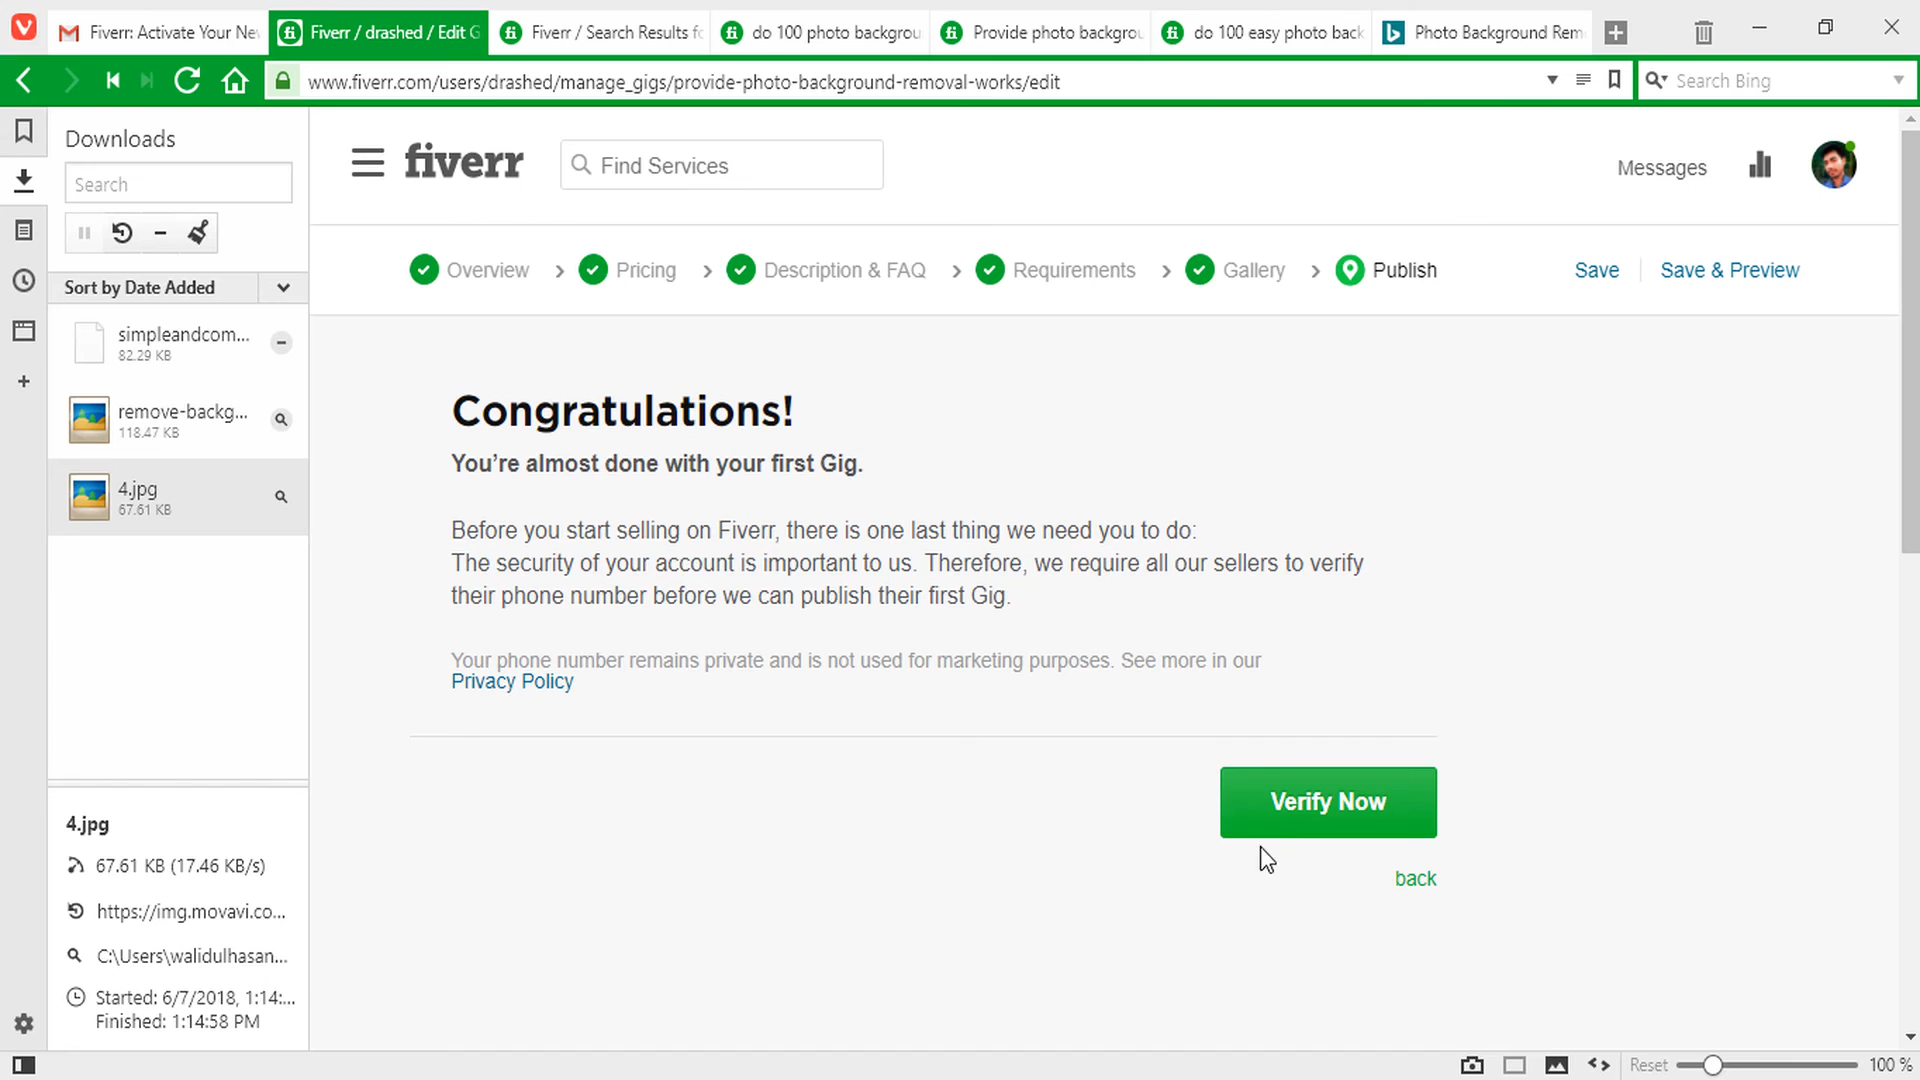 Fiverr: Activate Your Nev
Fiverr / drashed / Edit G
Fiverr / Search Results fo
do 100 photo backgrou
Provide photo backgrou
do 100 easy photo back
Photo Background Rem
www.fiverr.com/users/drashed/manage_gigs/provide-photo-background-removal-works/edit
Search Bing
Downloads
Search
Sort by Date Added
simpleandcom...
82.29 KB
remove-backg...
118.47 KB
4.jpg
67.61 KB
4.jpg
67.61 KB (17.46 KB/s)
https://img.movavi.co...
C:\Users\walidulhasan...
Started: 6/7/2018, 1:14:...
Finished: 1:14:58 PM
fiverr
Find Services
Messages
Overview
Pricing
Description & FAQ
Requirements
Gallery
Publish
Save
Save & Preview
Congratulations!
You’re almost done with your first Gig.
Before you start selling on Fiverr, there is one last thing we need you to do:
The security of your account is important to us. Therefore, we require all our sellers to verify
their phone number before we can publish their first Gig.
Your phone number remains private and is not used for marketing purposes. See more in our
Privacy Policy
Verify Now
back
Reset
100 %